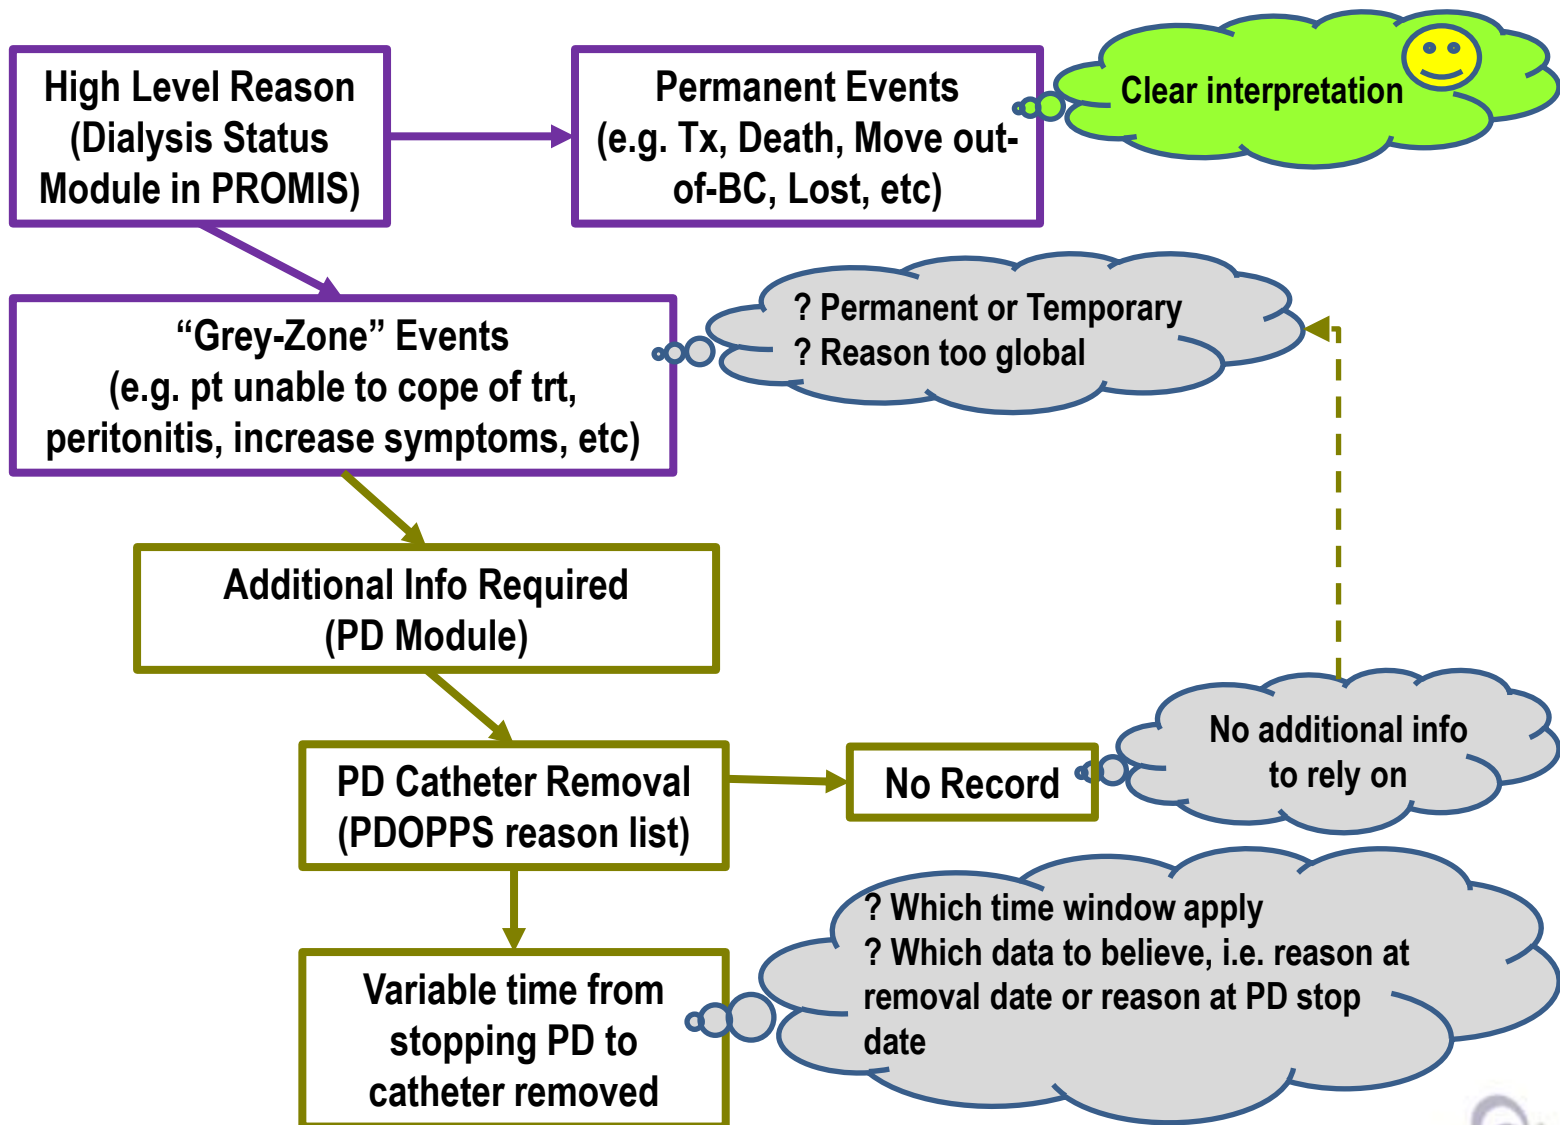 High Level Reason
(Dialysis Status
Module in PROMIS)
Permanent Events
(e.g. Tx, Death, Move out-
of-BC, Lost, etc)
Clear interpretation
“Grey-Zone” Events
(e.g. pt unable to cope of trt,
peritonitis, increase symptoms, etc)
? Permanent or Temporary
? Reason too global
Additional Info Required
(PD Module)
PD Catheter Removal
(PDOPPS reason list)
No Record
No additional info
to rely on
Variable time from
stopping PD to
catheter removed
? Which time window apply
? Which data to believe, i.e. reason at
removal date or reason at PD stop
date